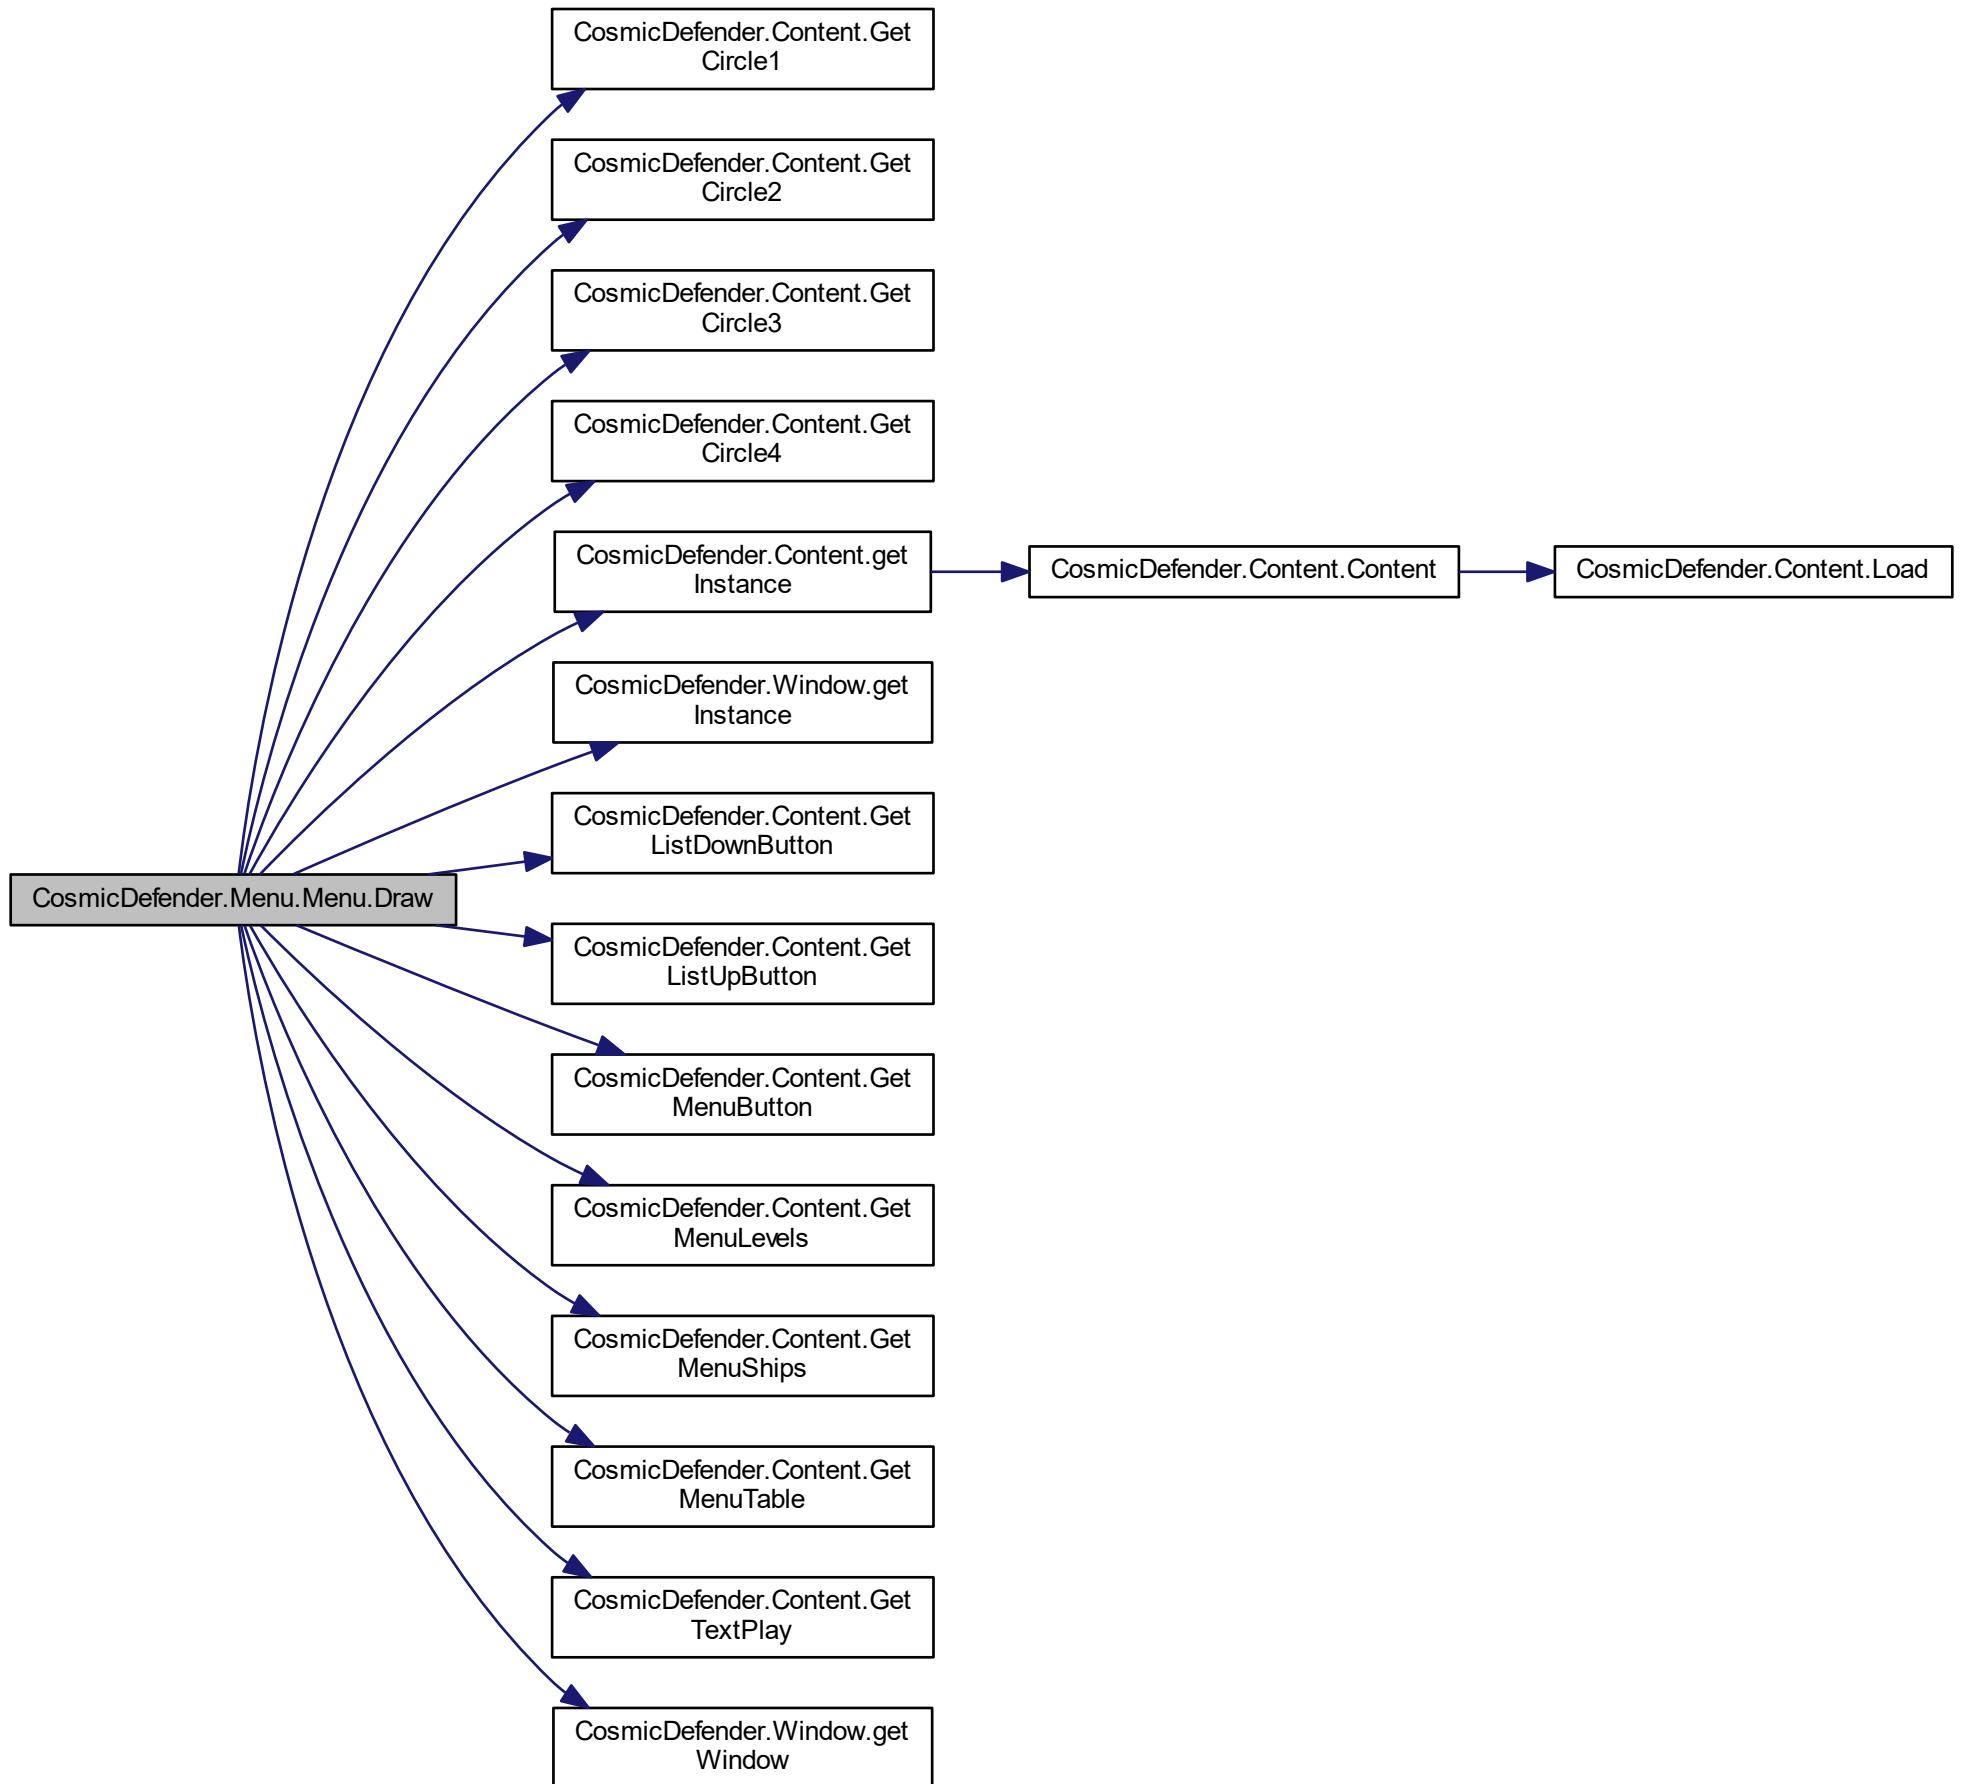 CosmicDefender.Content.Get
Circle1
CosmicDefender.Content.Get
Circle2
CosmicDefender.Content.Get
Circle3
CosmicDefender.Content.Get
Circle4
CosmicDefender.Content.get
Instance
CosmicDefender.Content.Content
CosmicDefender.Content.Load
CosmicDefender.Window.get
Instance
CosmicDefender.Content.Get
ListDownButton
CosmicDefender.Menu.Menu.Draw
CosmicDefender.Content.Get
ListUpButton
CosmicDefender.Content.Get
MenuButton
CosmicDefender.Content.Get
MenuLevels
CosmicDefender.Content.Get
MenuShips
CosmicDefender.Content.Get
MenuTable
CosmicDefender.Content.Get
TextPlay
CosmicDefender.Window.get
Window